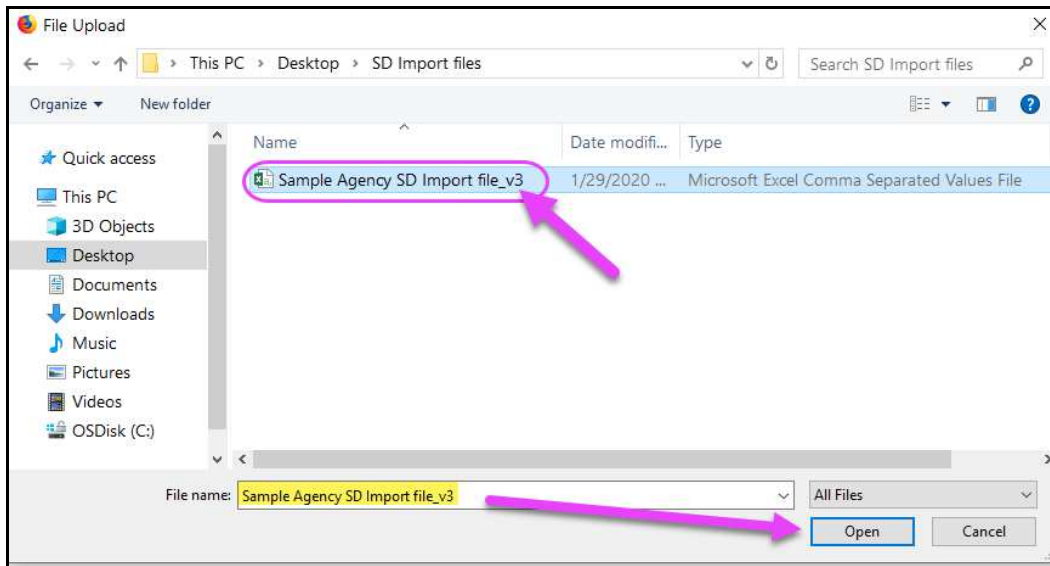 File Upload
This PC > Desktop > SD Import files
Search SD Import files
Organize
New folder
Name
Date modifi...
Type
Quick access
Sample Agency SD Import file_v3
1/29/2020 ...
Microsoft Excel Comma Separated Values File
This PC
3D Objects
Desktop
Documents
Downloads
Music
Pictures
Videos
OSDisk (C:)
File name:
Sample Agency SD Import file_v3
All Files
Open
Cancel